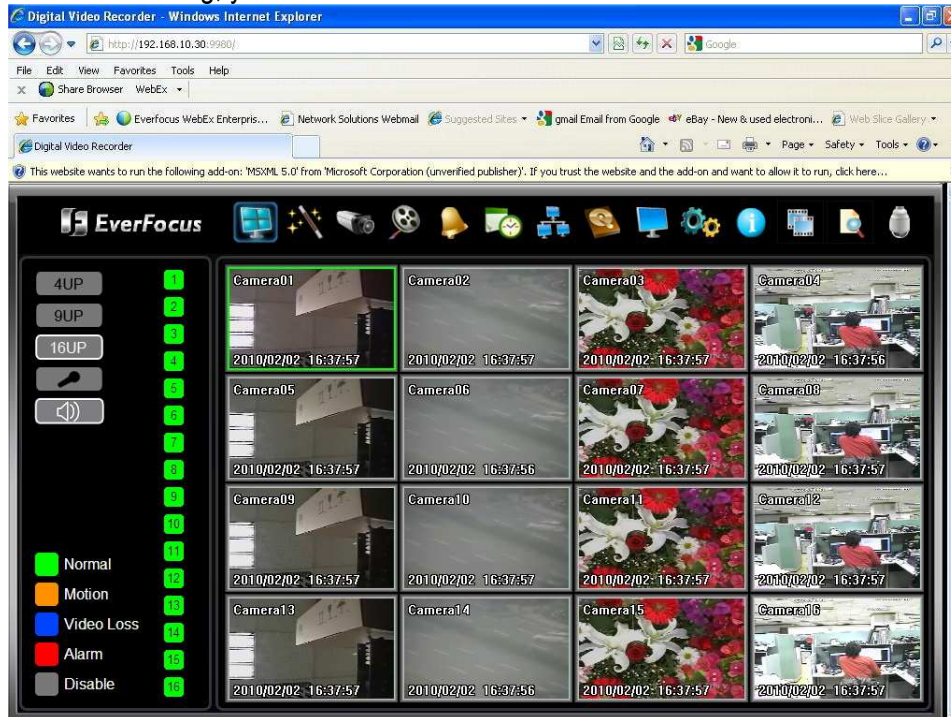 Digital Video Recorder - Windows Internet Explorer
http://192.168.10.30:9980/
Google
File Edit View Favorites Tools Help
x Share Browser WebEx
Favorites Everfocus WebEx Enterpris... Network Solutions Webmail Suggested Sites gmail Email from Google eBay - New & used electroni... Web Slice Gallery
Digital Video Recorder
Page Safety Tools
This website wants to run the following add-on: 'MSXML 5.0' from 'Microsoft Corporation (unverified publisher)'. If you trust the website and the add-on and want to allow it to run, click here...
EverFocus
4UP
9UP
16UP
1
2
3
4
5
6
7
8
9
10
11
12
13
14
15
16
Normal
Motion
Video Loss
Alarm
Disable
Camera01 Camera02 Camera03 Camera04
2010/02/02 16:37:57 2010/02/02 16:37:57 2010/02/02 16:37:57 2010/02/02 16:37:56
Camera05 Camera06 Camera07 Camera08
2010/02/02 16:37:57 2010/02/02 16:37:56 2010/02/02 16:37:57 2010/02/02 16:37:57
Camera09 Camera10 Camera11 Camera12
2010/02/02 16:37:57 2010/02/02 16:37:57 2010/02/02 16:37:57 2010/02/02 16:37:57
Camera13 Camera14 Camera15 Camera16
2010/02/02 16:37:57 2010/02/02 16:37:56 2010/02/02 16:37:57 2010/02/02 16:37:57